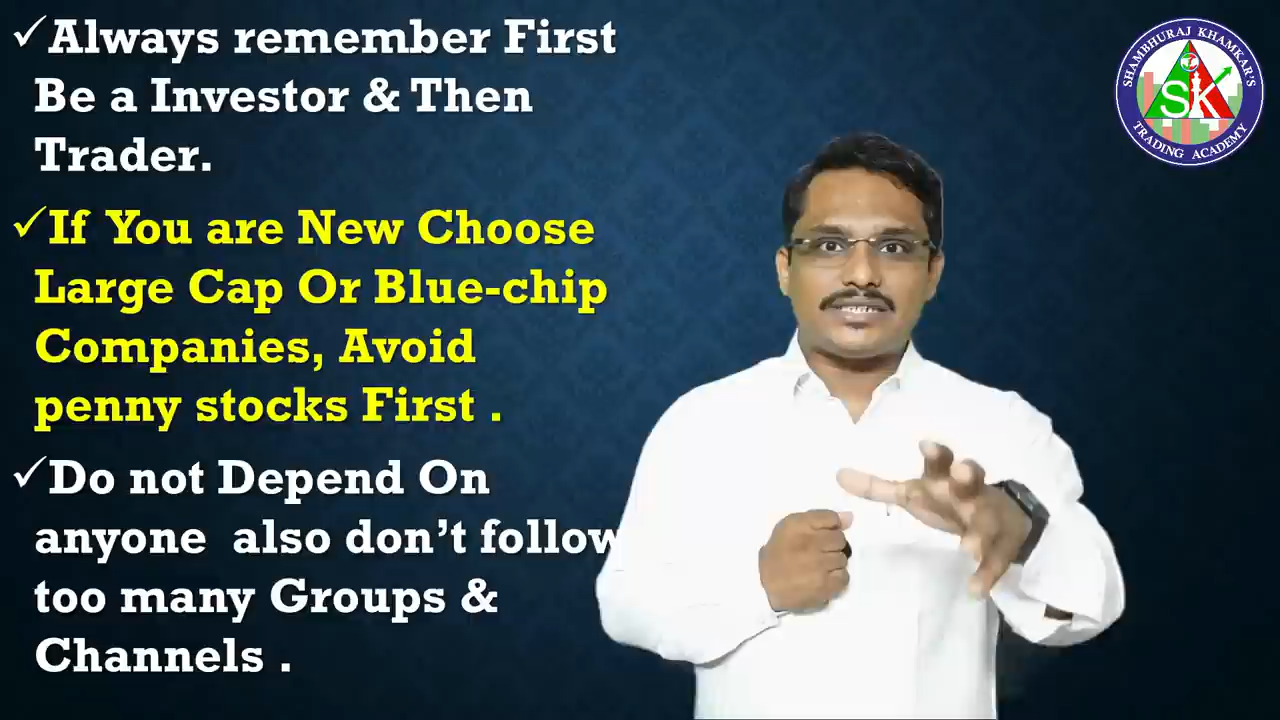 ✓Always remember First
Be a Investor & Then
Trader.
✓If You are New Choose
Large Cap Or Blue-chip
Companies, Avoid
penny stocks First .
✓Do not Depend On
anyone also don’t follow
too many Groups &
Channels .
SHAMBHURAJ KHAMKAR'S
SK
TRADING ACADEMY